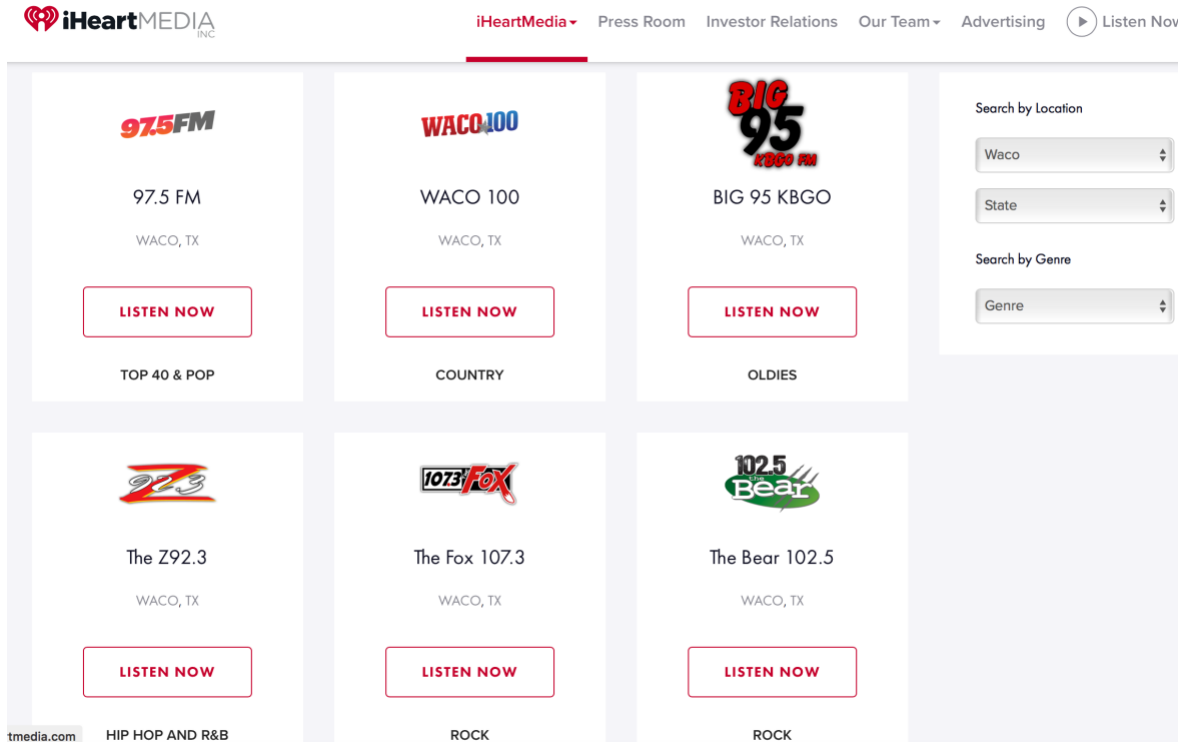 iHeartMEDIA
INC
iHeartMedia Press Room Investor Relations Our Team Advertising Listen Now
97.5FM
97.5 FM
WACO, TX
LISTEN NOW
TOP 40 & POP
WACO 100
WACO 100
WACO, TX
LISTEN NOW
COUNTRY
BIG
95
KBGO FM
BIG 95 KBGO
WACO, TX
LISTEN NOW
OLDIES
Search by Location
Waco
State
Search by Genre
Genre
Z
92.3
The Z92.3
WACO, TX
LISTEN NOW
HIP HOP AND R&B
107.3 FOX
The Fox 107.3
WACO, TX
LISTEN NOW
ROCK
102.5
the
Bear
The Bear 102.5
WACO, TX
LISTEN NOW
ROCK
rtmedia.com